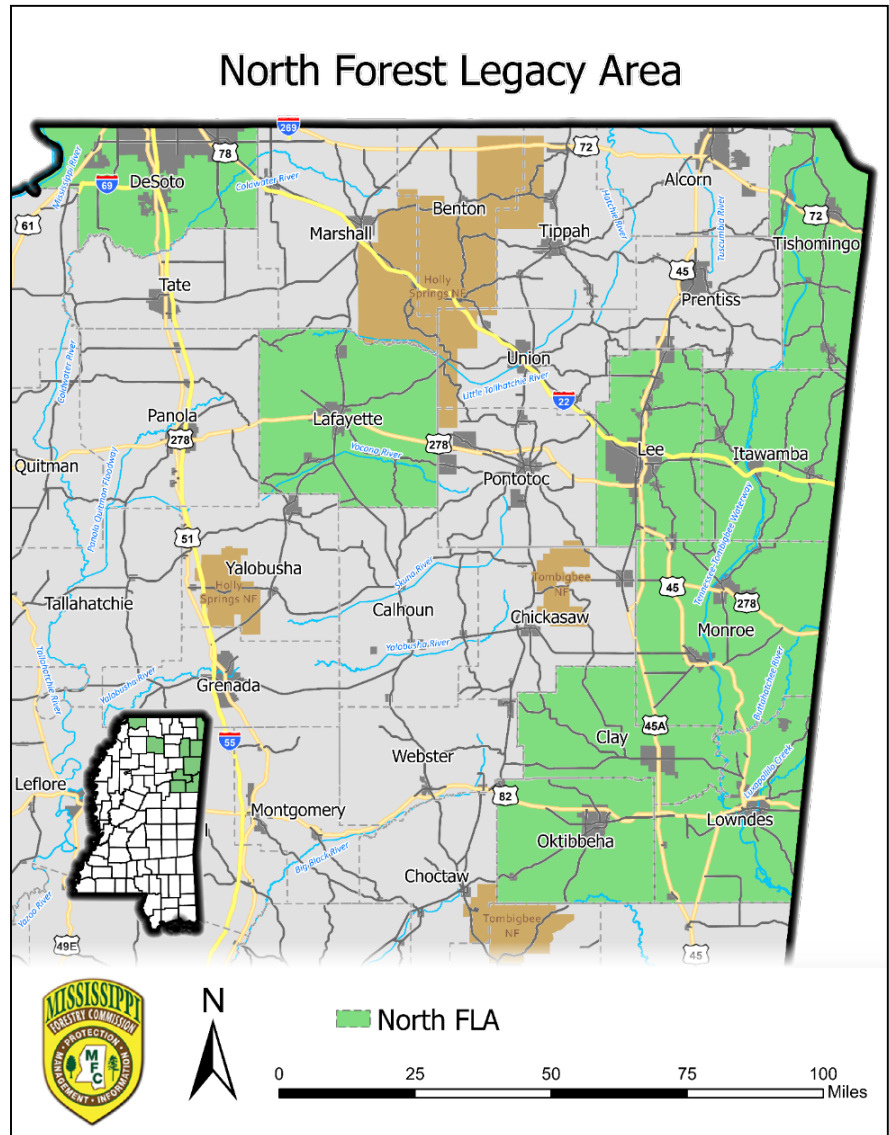 North Forest Legacy Area
269
78
72
Alcorn
Mississippi River
DeSoto
69
Coldwater River
61
Marshall
Benton
Hatchie River
Tippah
Tuscumbia River
72
Tishomingo
Tate
Holly
Springs NF
45
Prentiss
Coldwater River
Union
Little Tallahatchie River
22
Panola
278
Lafayette
278
Lee
Itawamba
Quitman
Yocona River
Pontotoc
Panola Quitman Floodway
Tennessee-Tombigbee Waterway
51
Yalobusha
Holly
Springs NF
Skuna River
Tombigbee
NF
45
278
Tallahatchie
Calhoun
Chickasaw
Monroe
Tallahatchie River
Yalobusha River
Yalobusha River
Grenada
Buttahatchee River
45A
55
Clay
Webster
Leflore
82
Luxapallila Creek
Montgomery
Lowndes
Oktibbeha
Big Black River
Choctaw
Yazoo River
Tombigbee
NF
49E
45
MISSISSIPPI
FORESTRY COMMISSION
PROTECTION
MANAGEMENT
INFORMATION
MFC
N
North FLA
0 25 50 75 100
Miles